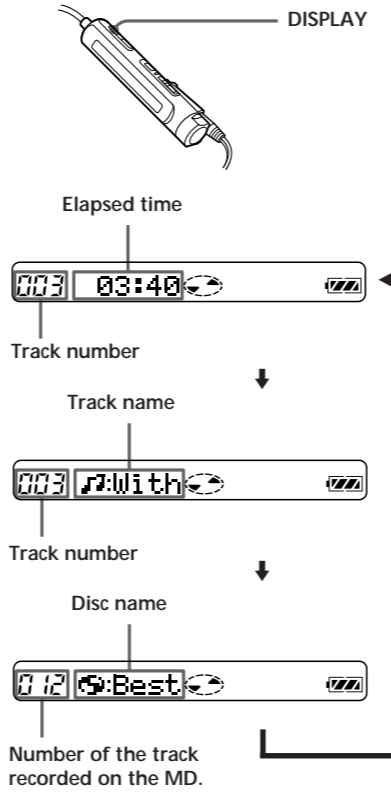 DISPLAY
Elapsed time
003 03:40
Track number
Track name
003 ♫:With
Track number
Disc name
012 :Best
Number of the track
recorded on the MD.